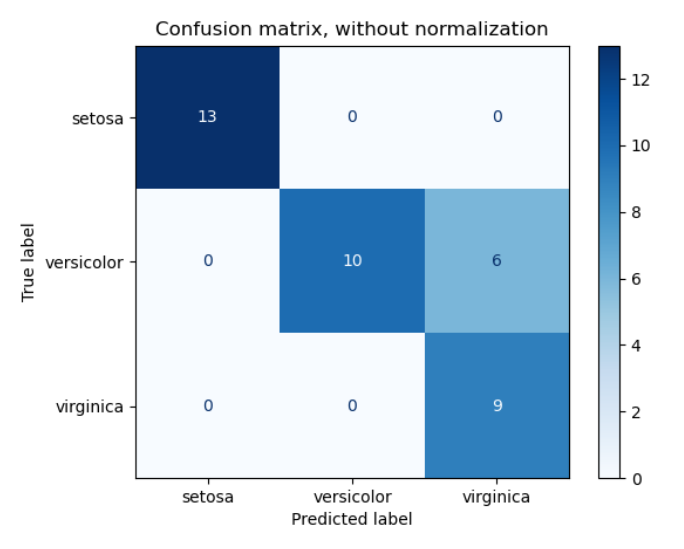 Confusion matrix, without normalization
True label
setosa 13 0 0
versicolor 0 10 6
virginica 0 0 9
setosa versicolor virginica
Predicted label
12
10
8
6
4
2
0